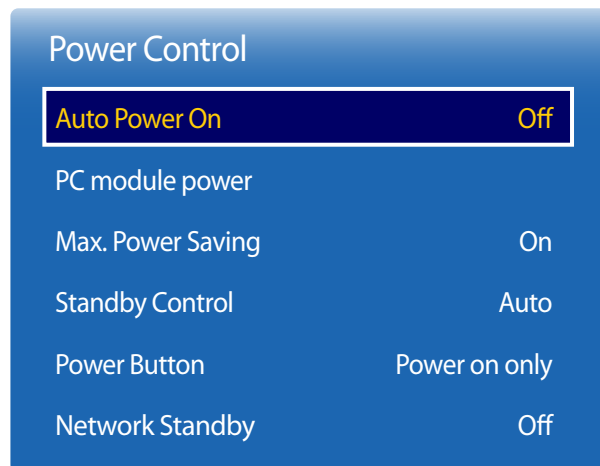 Power Control
Auto Power On Off
PC module power
Max. Power Saving On
Standby Control Auto
Power Button Power on only
Network Standby Off